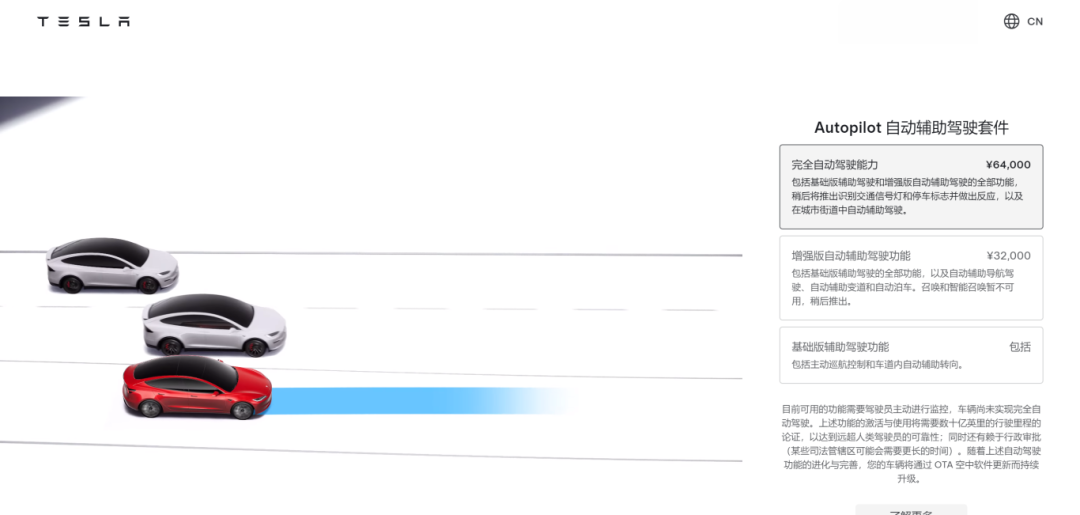 TESLA
CN
Autopilot 自动辅助驾驶套件
完全自动驾驶能力 ¥64,000
包括基础版辅助驾驶和增强版自动辅助驾驶的全部功能，
稍后将推出识别交通信号灯和停车标志并做出反应，以及
在城市街道中自动辅助驾驶。
增强版自动辅助驾驶功能 ¥32,000
包括基础版辅助驾驶的全部功能，以及自动辅助导航驾
驶，自动辅助变道和自动泊车。召唤和智能召唤暂不可
用，稍后推出。
基础版辅助驾驶功能 包括
包括主动巡航控制和车道内自动辅助转向。
目前可用的功能需要驾驶员主动进行监控，车辆尚未实现完全自
动驾驶。上述功能的激活与使用将需要数十亿英里的行驶里程的
论证，以达到远超人类驾驶员的可靠性；同时还有赖于行政审批
（某些司法管辖区可能会需要更长的时间）。随着上述自动驾驶
功能的进化与完善，您的车辆将通过 OTA 空中软件更新而持续
升级。
了解更多